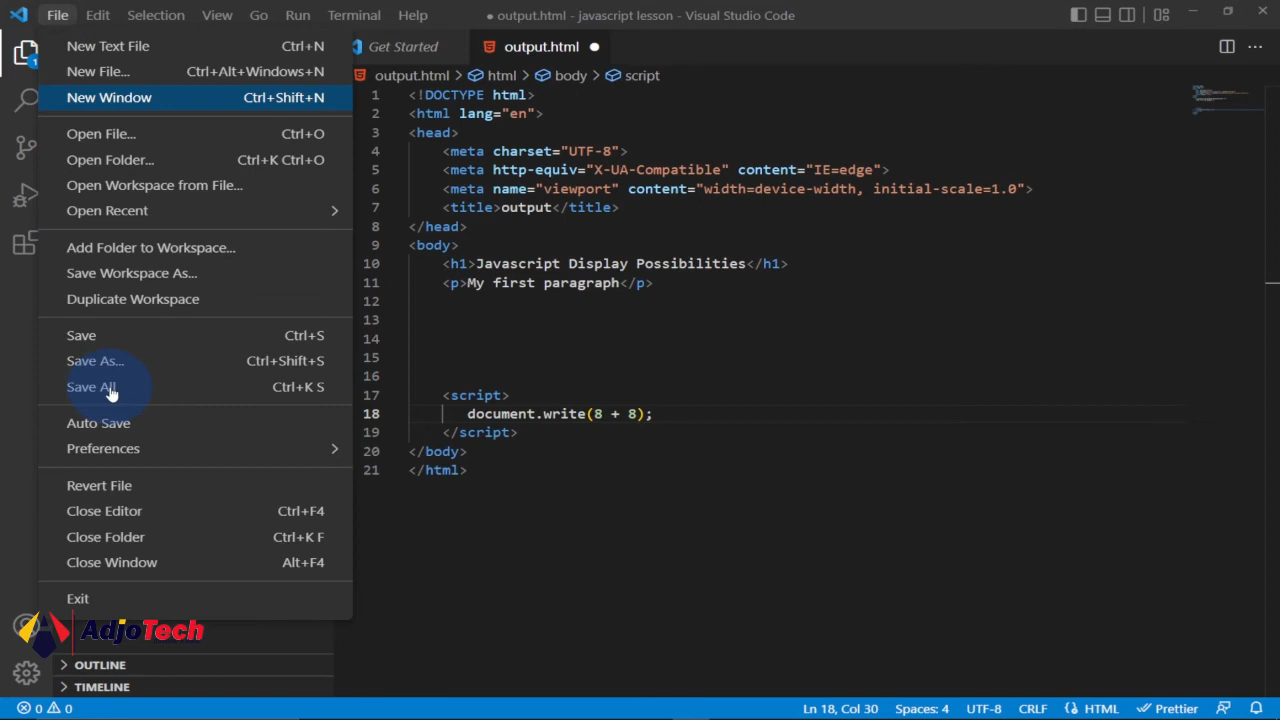 File Edit Selection View Go Run Terminal Help ● output.html - javascript lesson - Visual Studio Code
1
New Text File Ctrl+N
New File... Ctrl+Alt+Windows+N
New Window Ctrl+Shift+N
Open File... Ctrl+O
Open Folder... Ctrl+K Ctrl+O
Open Workspace from File...
Open Recent
Add Folder to Workspace...
Save Workspace As...
Duplicate Workspace
Save Ctrl+S
Save As... Ctrl+Shift+S
Save All Ctrl+K S
Auto Save
Preferences
Revert File
Close Editor Ctrl+F4
Close Folder Ctrl+K F
Close Window Alt+F4
Exit
AdjoTech
OUTLINE
TIMELINE
Get Started output.html ●
output.html > html > body > script
1 <!DOCTYPE html>
2 <html lang="en">
3 <head>
4 <meta charset="UTF-8">
5 <meta http-equiv="X-UA-Compatible" content="IE=edge">
6 <meta name="viewport" content="width=device-width, initial-scale=1.0">
7 <title>output</title>
8 </head>
9 <body>
10 <h1>Javascript Display Possibilities</h1>
11 <p>My first paragraph</p>
12
13
14
15
16
17 <script>
18 document.write(8 + 8);
19 </script>
20 </body>
21 </html>
0 0 Ln 18, Col 30 Spaces: 4 UTF-8 CRLF HTML Prettier